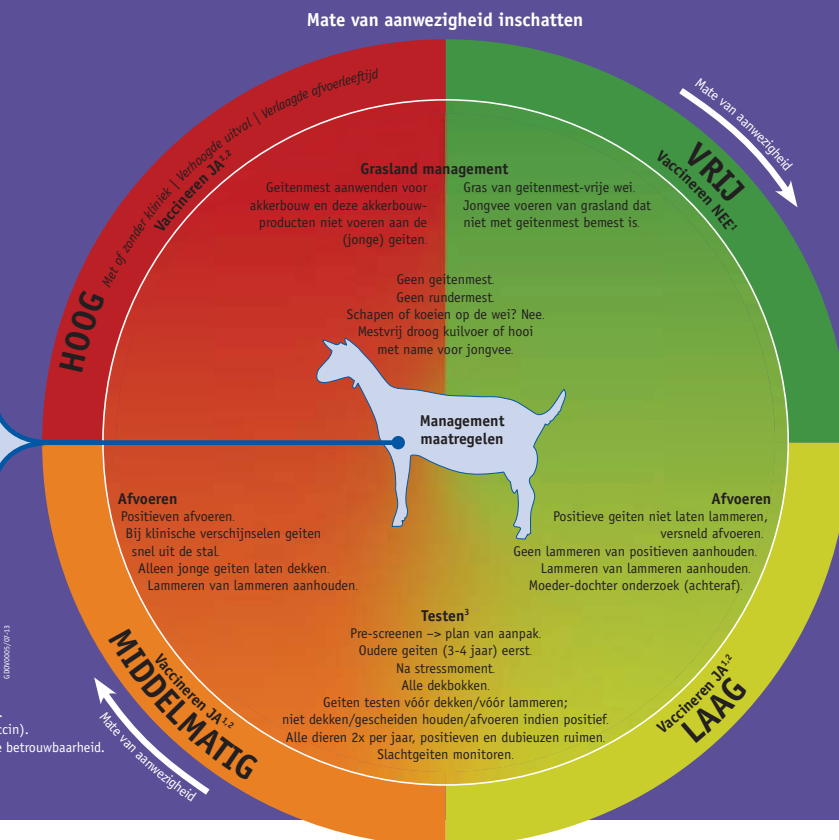 Mate van aanwezigheid inschatten
HOOG Met of zonder kliniek | Verhoogde uitval | Verlaagde afvoerleeftijd
Vaccineren JA1,2
Mate van aanwezigheid
VRIJ
Vaccineren NEE1
Grasland management
Geitenmest aanwenden voor
akkerbouw en deze akkerbouw-
producten niet voeren aan de
(jonge) geiten.
Gras van geitenmest-vrije wei.
Jongvee voeren van grasland dat
niet met geitenmest bemest is.
Geen geitenmest.
Geen rundermest.
Schapen of koeien op de wei? Nee.
Mestvrij droog kuilvoer of hooi
met name voor jongvee.
Management
maatregelen
Afvoeren
Positieven afvoeren.
Bij klinische verschijnselen geiten
snel uit de stal.
Alleen jonge geiten laten dekken.
Lammeren van lammeren aanhouden.
Afvoeren
Positieve geiten niet laten lammeren,
versneld afvoeren.
Geen lammeren van positieven aanhouden.
Lammeren van lammeren aanhouden.
Moeder-dochter onderzoek (achteraf).
Testen3
Pre-screenen –> plan van aanpak.
Oudere geiten (3-4 jaar) eerst.
Na stressmoment.
Alle dekbokken.
Geiten testen vóór dekken/vóór lammeren;
niet dekken/gescheiden houden/afvoeren indien positief.
Alle dieren 2x per jaar, positieven en dubieuzen ruimen.
Slachtgeiten monitoren.
Vaccineren JA1,2
MIDDELMATIG
Mate van aanwezigheid
Vaccineren JA1,2
LAAG
.
ccin).
e betrouwbaarheid.